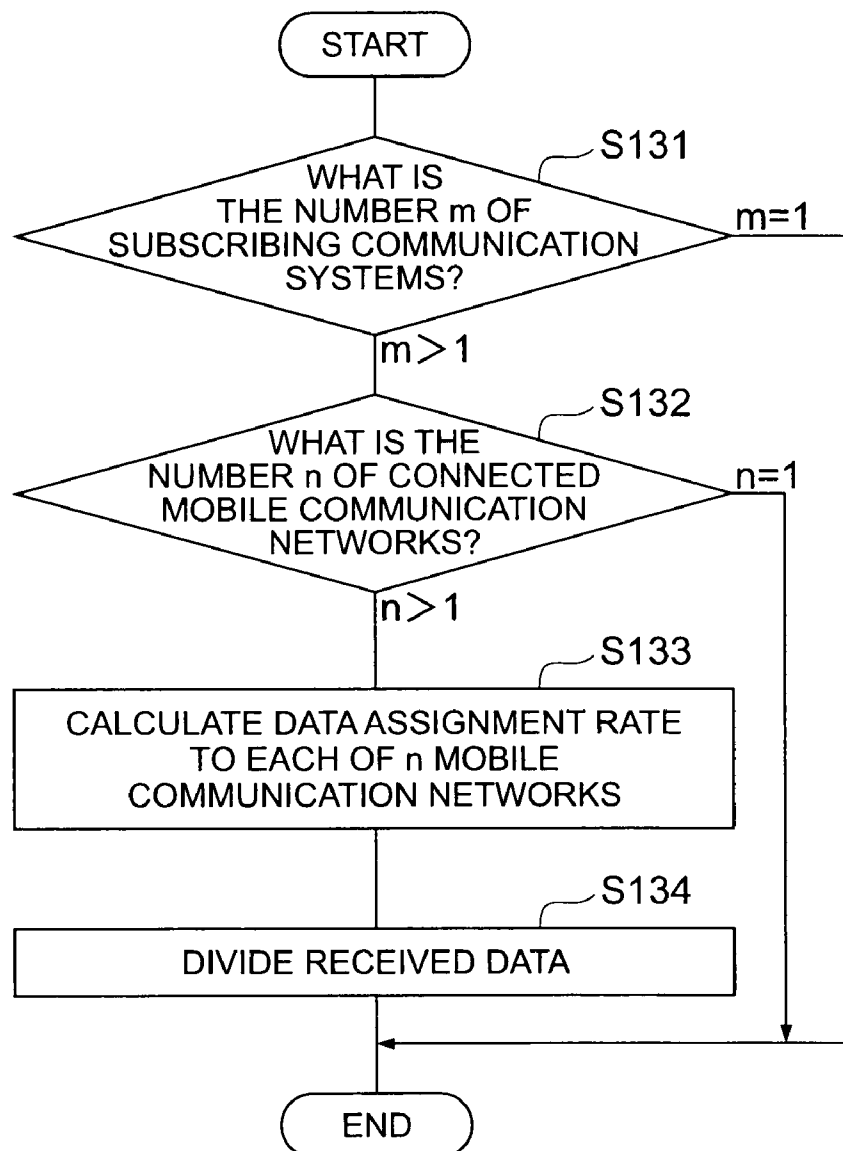 START
S131
WHAT IS
THE NUMBER m OF
SUBSCRIBING COMMUNICATION
SYSTEMS?
m=1
m>1
S132
WHAT IS THE
NUMBER n OF CONNECTED
MOBILE COMMUNICATION
NETWORKS?
n=1
n>1
S133
CALCULATE DATA ASSIGNMENT RATE
TO EACH OF n MOBILE
COMMUNICATION NETWORKS
S134
DIVIDE RECEIVED DATA
END